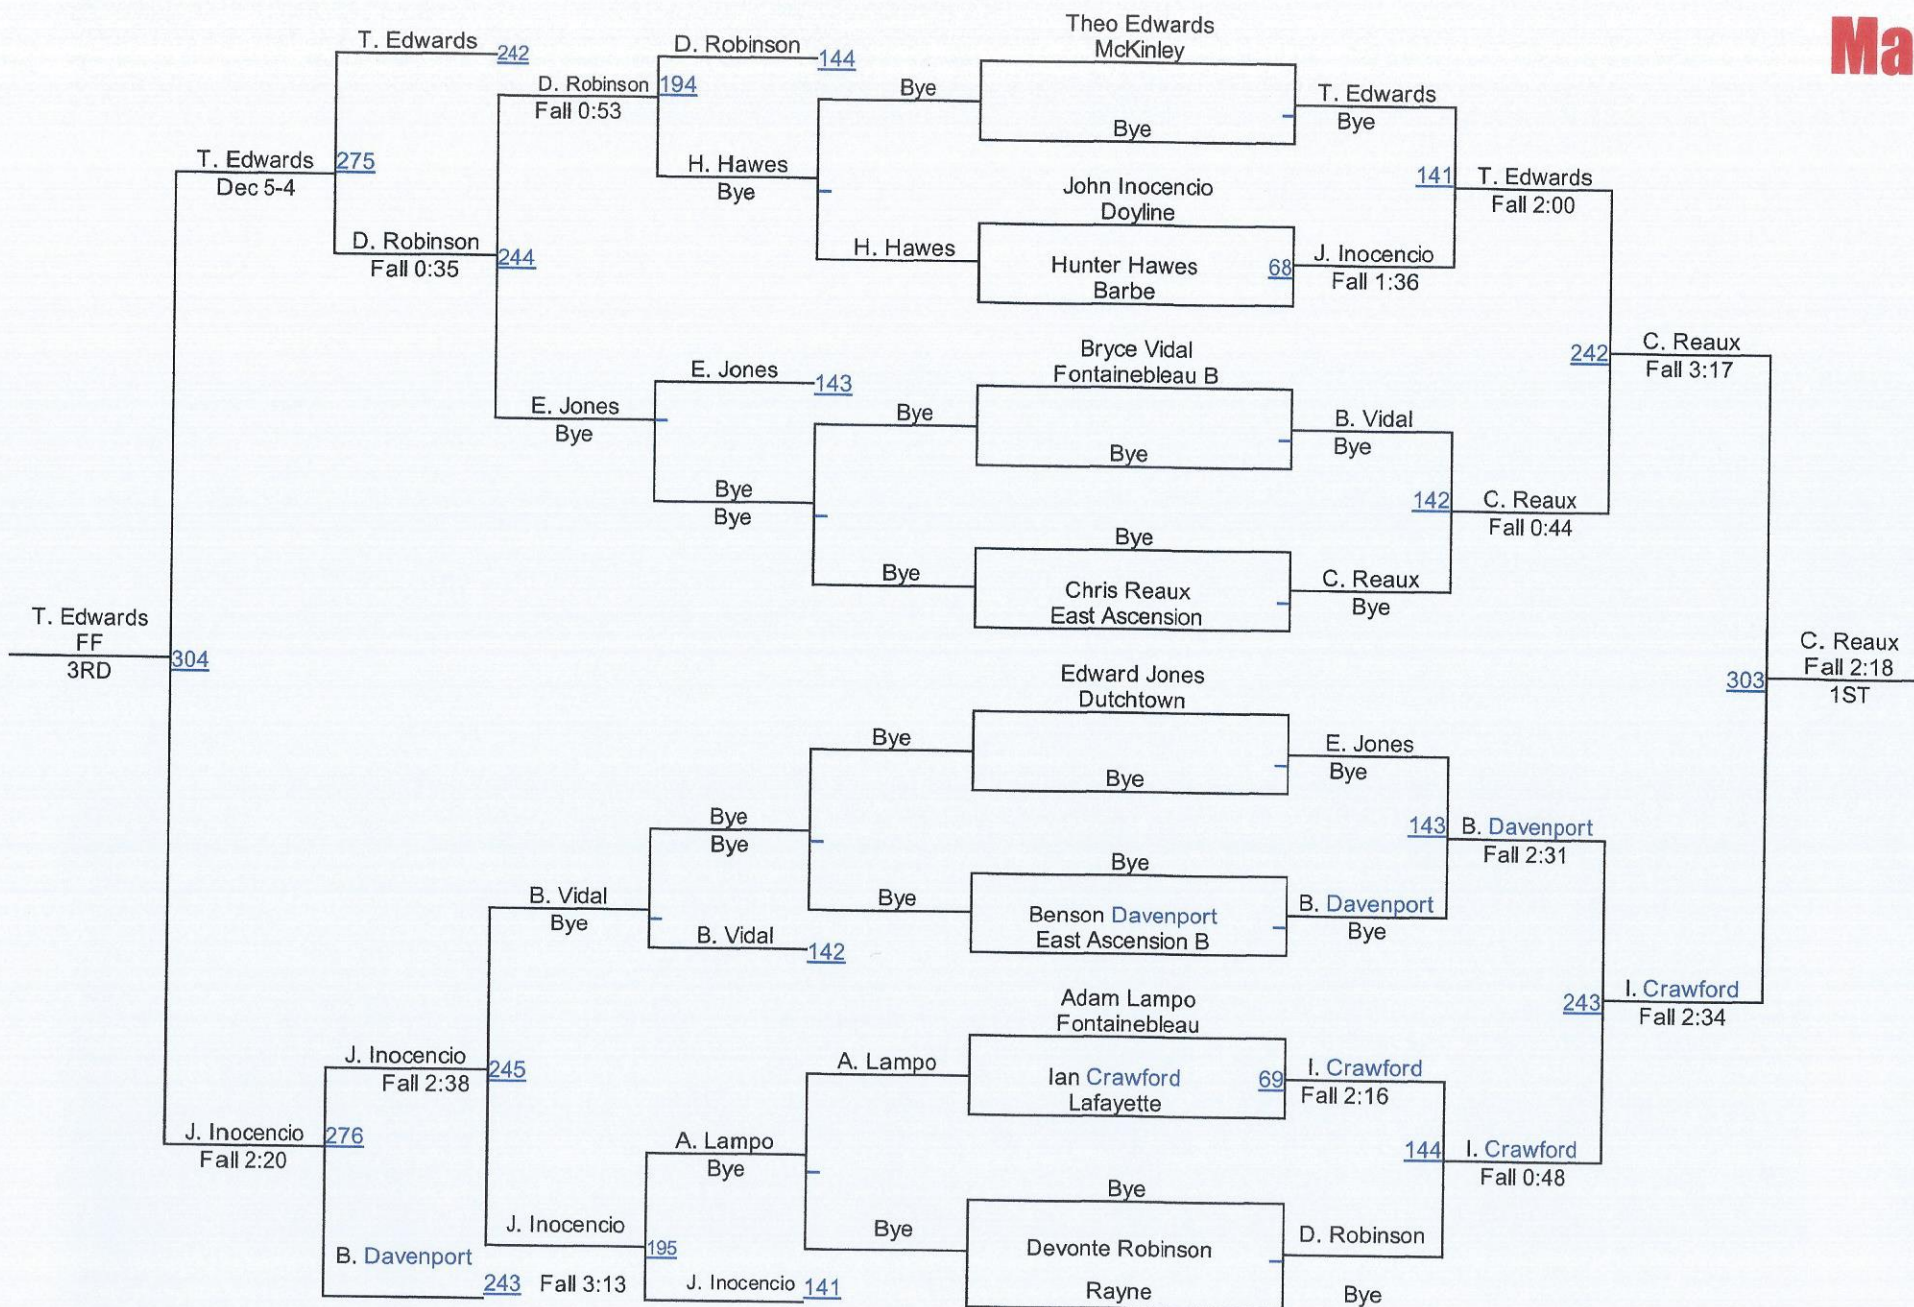 Ma
Theo Edwards
McKinley
Bye
T. Edwards
Bye
John Inocencio
Doyline
Hunter Hawes
Barbe
68
J. Inocencio
Fall 1:36
141
T. Edwards
Fall 2:00
Bryce Vidal
Fontainebleau B
Bye
B. Vidal
Bye
Bye
Chris Reaux
East Ascension
C. Reaux
Bye
142
C. Reaux
Fall 0:44
242
C. Reaux
Fall 3:17
Edward Jones
Dutchtown
Bye
E. Jones
Bye
Bye
Benson Davenport
East Ascension B
B. Davenport
Bye
143
B. Davenport
Fall 2:31
Adam Lampo
Fontainebleau
Ian Crawford
Lafayette
69
I. Crawford
Fall 2:16
Bye
Devonte Robinson
Rayne
D. Robinson
Bye
144
I. Crawford
Fall 0:48
243
I. Crawford
Fall 2:34
303
C. Reaux
Fall 2:18
1ST
T. Edwards
242
D. Robinson
144
D. Robinson
194
Fall 0:53
Bye
H. Hawes
Bye
H. Hawes
T. Edwards
275
Dec 5-4
D. Robinson
Fall 0:35
244
E. Jones
143
E. Jones
Bye
Bye
Bye
Bye
Bye
T. Edwards
FF
3RD
304
Bye
Bye
Bye
Bye
B. Vidal
Bye
B. Vidal
142
J. Inocencio
Fall 2:38
245
A. Lampo
A. Lampo
Bye
Bye
J. Inocencio
Fall 2:20
276
J. Inocencio
195
Fall 3:13
J. Inocencio
141
B. Davenport
243